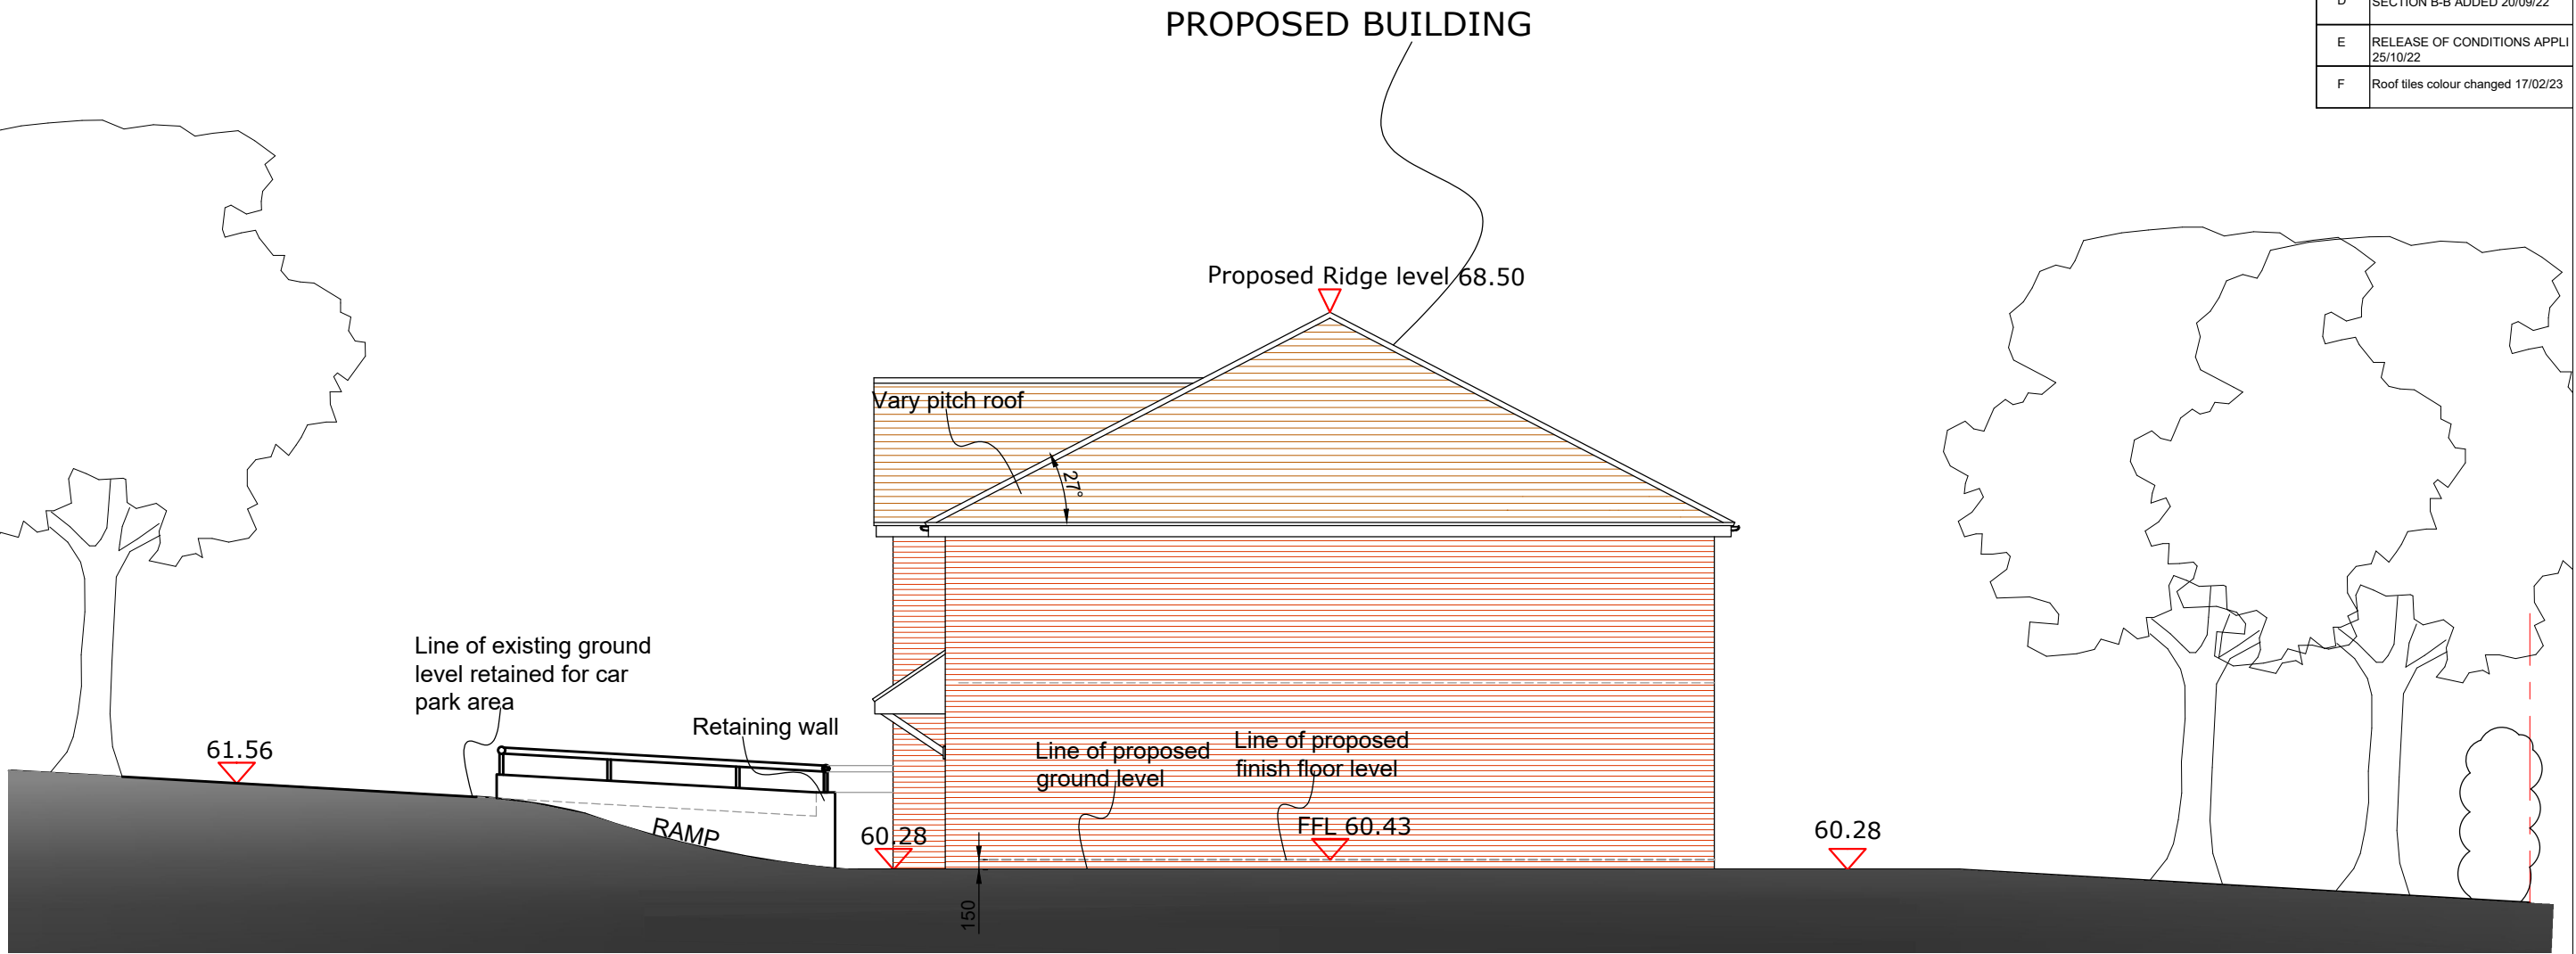 PROPOSED BUILDING
D
SECTION B-B ADDED 20/09/22
E
RELEASE OF CONDITIONS APPLI
25/10/22
F
Roof tiles colour changed 17/02/23
Proposed Ridge level 68.50
Vary pitch roof
27°
Line of existing ground
level retained for car
park area
Retaining wall
61.56
RAMP
60.28
Line of proposed
ground level
Line of proposed
finish floor level
FFL 60.43
60.28
150